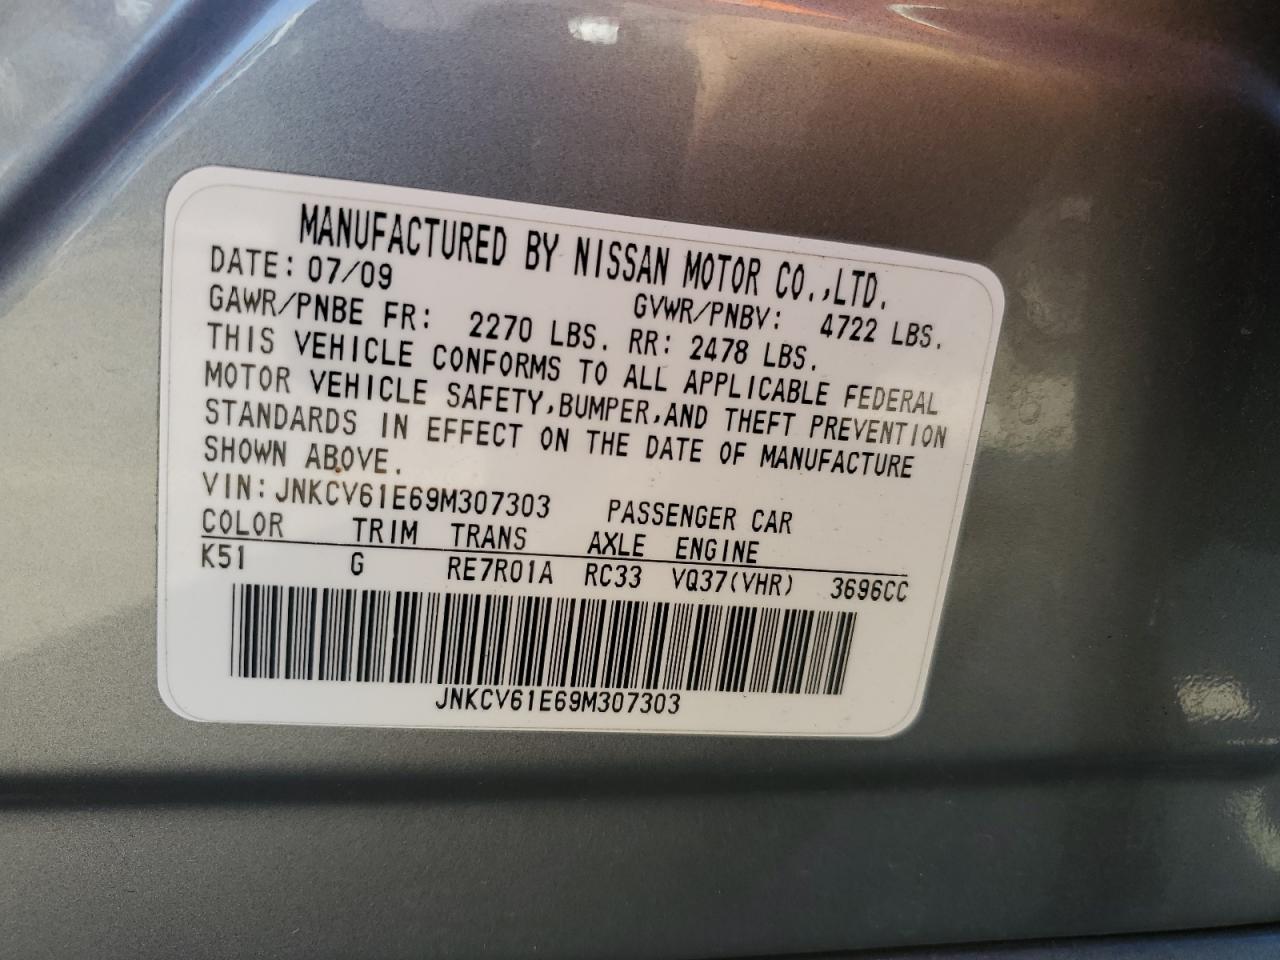 MANUFACTURED BY NISSAN MOTOR CO.,LTD.
DATE: 07/09 GVWR/PNBV: 4722 LBS.
GAWR/PNBE FR: 2270 LBS. RR: 2478 LBS.
THIS VEHICLE CONFORMS TO ALL APPLICABLE FEDERAL
MOTOR VEHICLE SAFETY,BUMPER,AND THEFT PREVENTION
STANDARDS IN EFFECT ON THE DATE OF MANUFACTURE
SHOWN ABOVE.
VIN: JNKCV61E69M307303 PASSENGER CAR
COLOR TRIM TRANS AXLE ENGINE
K51 G RE7R01A RC33 VQ37(VHR) 3696CC
JNKCV61E69M307303